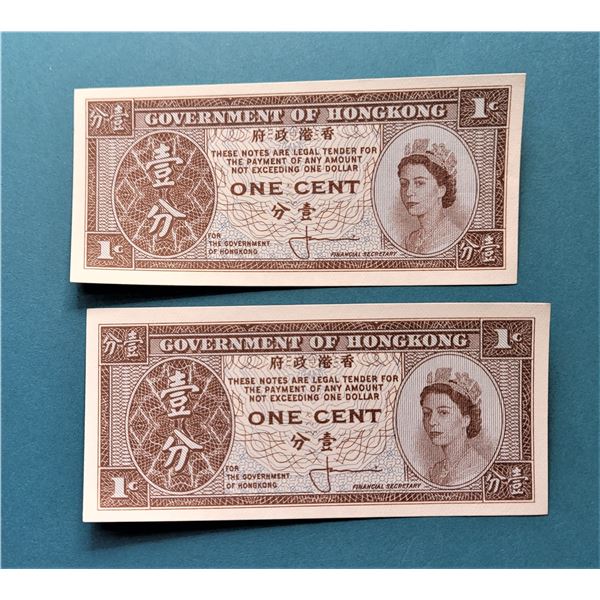 分壹 1c
GOVERNMENT OF HONGKONG
府政港香
THESE NOTES ARE LEGAL TENDER FOR
THE PAYMENT OF ANY AMOUNT
NOT EXCEEDING ONE DOLLAR
壹分
ONE CENT
分壹
FOR
THE GOVERNMENT
OF HONGKONG
FINANCIAL SECRETARY
1c 分壹
分壹 1c
GOVERNMENT OF HONGKONG
府政港香
THESE NOTES ARE LEGAL TENDER FOR
THE PAYMENT OF ANY AMOUNT
NOT EXCEEDING ONE DOLLAR
壹分
ONE CENT
分壹
FOR
THE GOVERNMENT
OF HONGKONG
FINANCIAL SECRETARY
1c 分壹